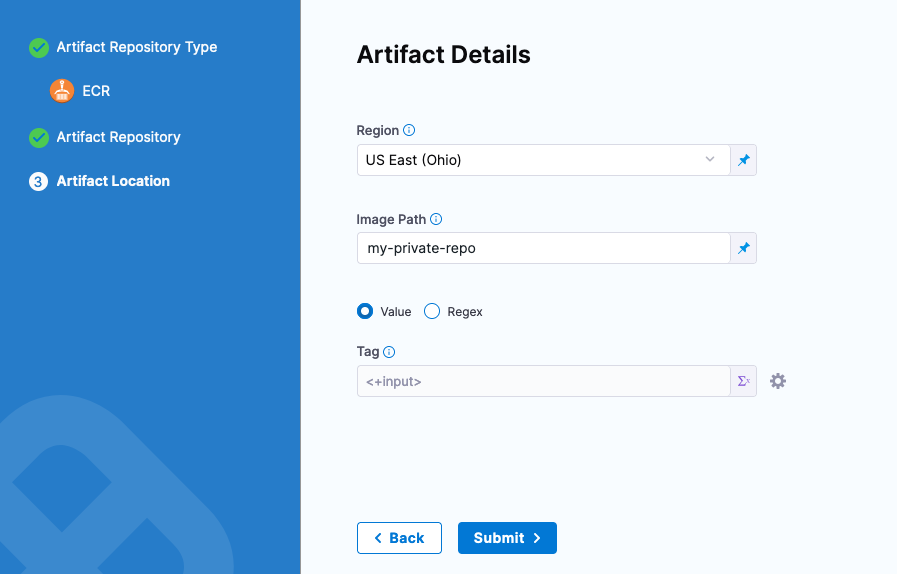 Artifact Repository Type
ECR
Artifact Repository
3 Artifact Location
Artifact Details
Region
US East (Ohio)
Image Path
my-private-repo
Value Regex
Tag
<+input>
Back Submit